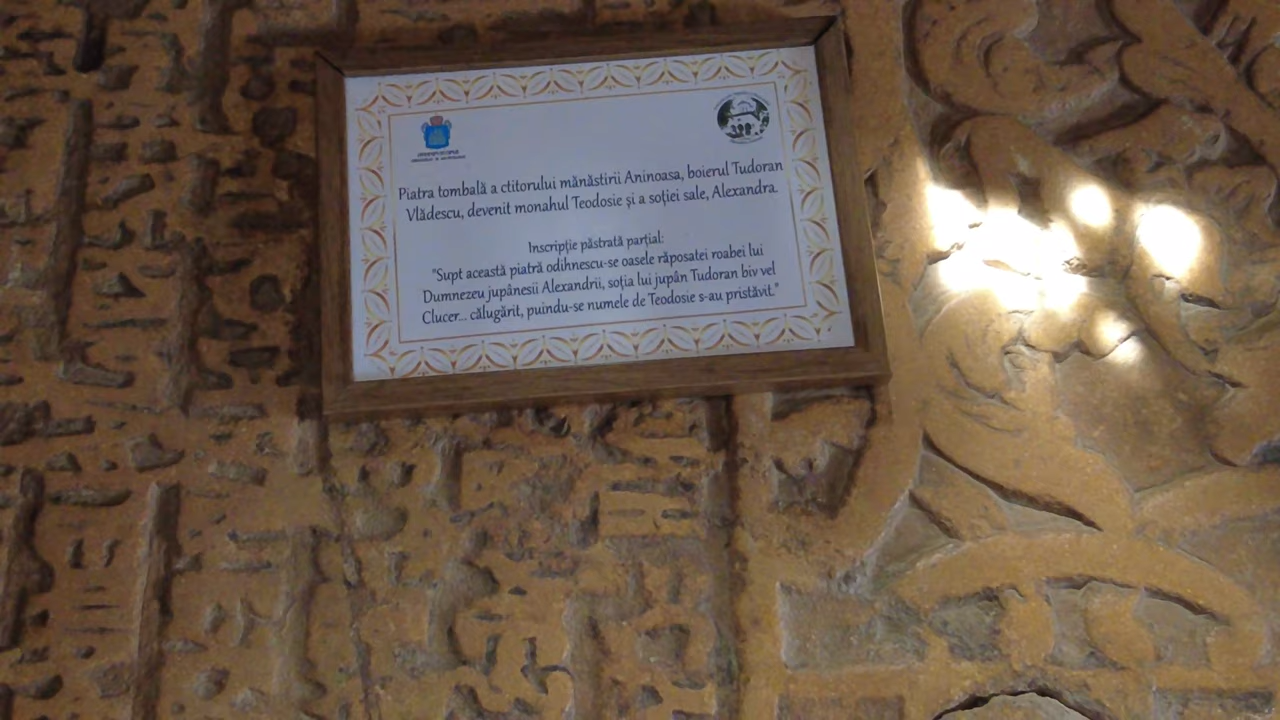 Piatra tombală a ctitorului mănăstirii Aninoasa, boierul Tudoran
Vlădescu, devenit monahul Teodosie și a soției sale, Alexandra.
Inscripție păstrată parțial:
"Supt această piatră odihnescu-se oasele răposatei roabei lui
Dumnezeu jupânesii Alexandrii, soția lui jupân Tudoran biv vel
Clucer... călugărit, puindu-se numele de Teodosie s-au pristăvit."